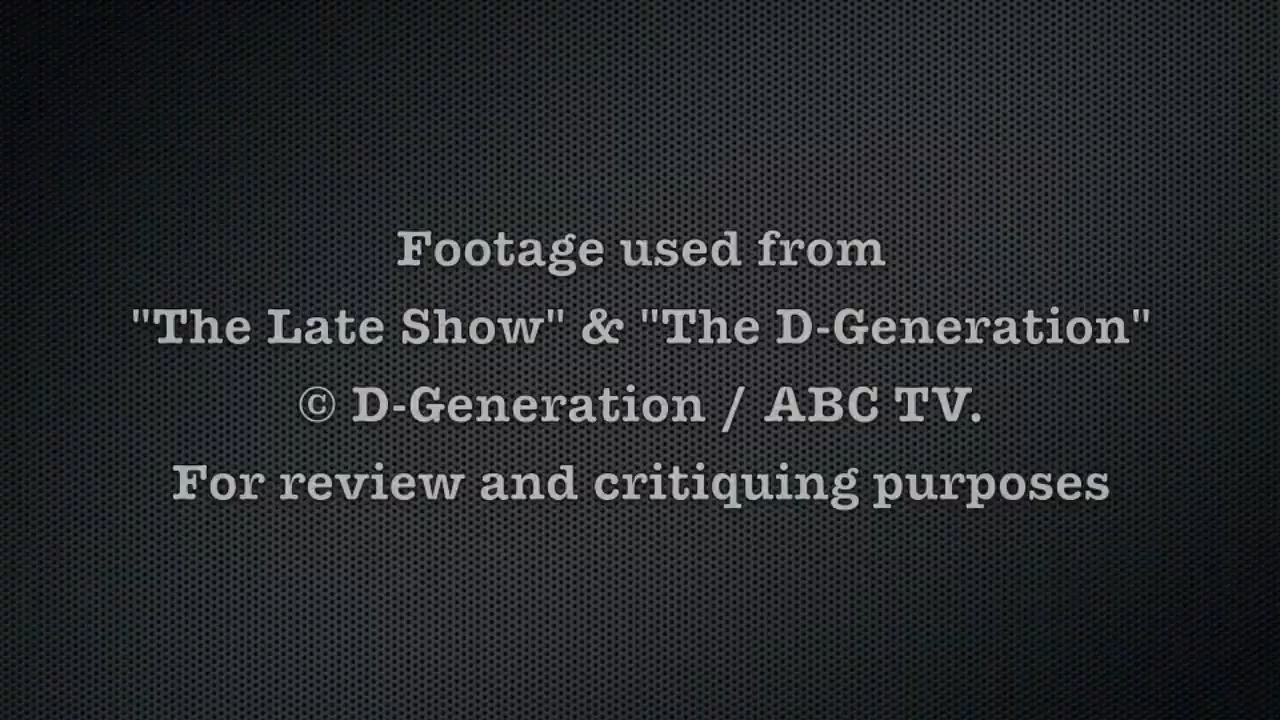 Footage used from
"The Late Show" & "The D-Generation"
© D-Generation / ABC TV.
For review and critiquing purposes